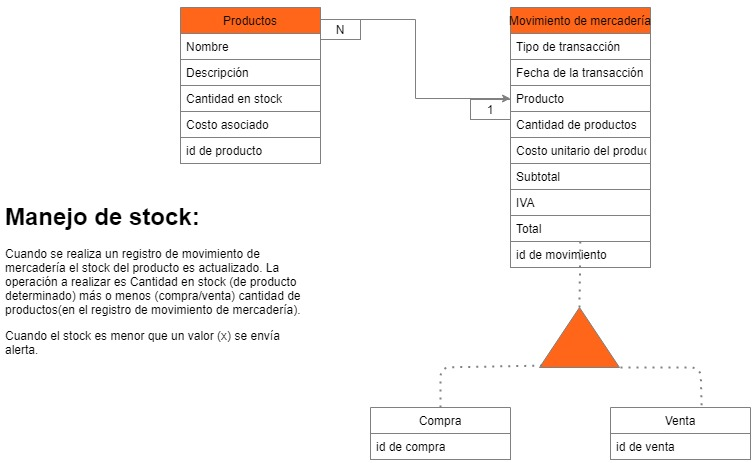 Productos
Nombre
Descripción
Cantidad en stock
Costo asociado
id de producto
N
1
Movimiento de mercadería
Tipo de transacción
Fecha de la transacción
Producto
Cantidad de productos
Costo unitario del produc
Subtotal
IVA
Total
id de movimiento
Manejo de stock:
Cuando se realiza un registro de movimiento de
mercadería el stock del producto es actualizado. La
operación a realizar es Cantidad en stock (de producto
determinado) más o menos (compra/venta) cantidad de
productos(en el registro de movimiento de mercadería).
Cuando el stock es menor que un valor (x) se envía
alerta.
Compra
id de compra
Venta
id de venta